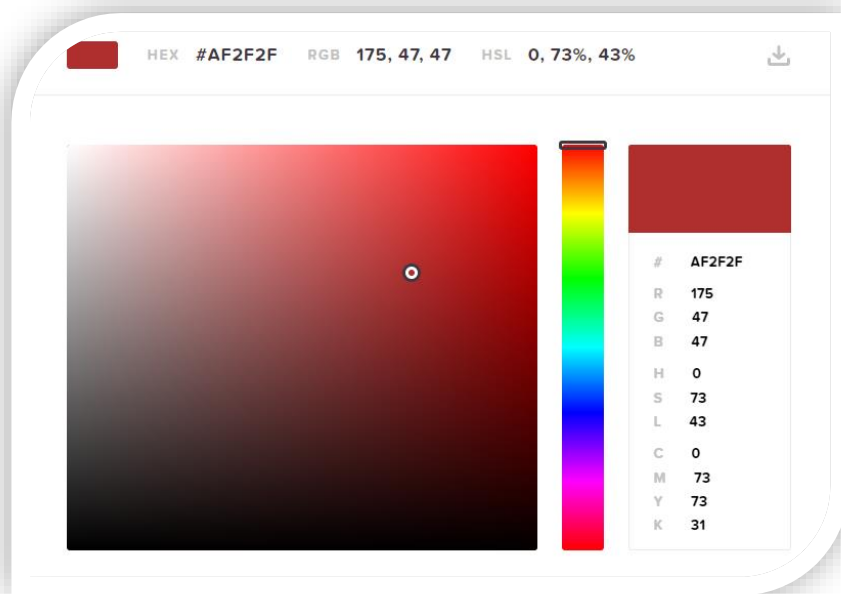 HEX #AF2F2F RGB 175, 47, 47 HSL 0, 73%, 43%
# AF2F2F
R 175
G 47
B 47
H 0
S 73
L 43
C 0
M 73
Y 73
K 31